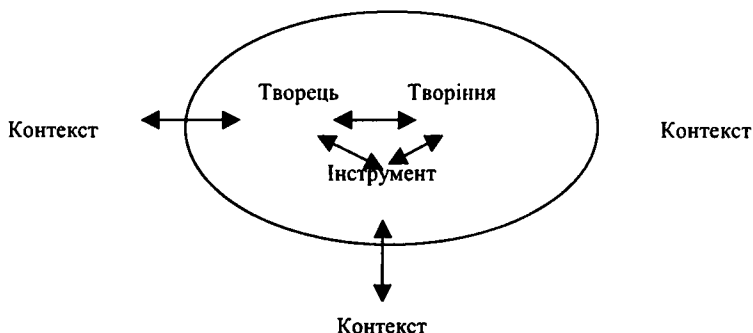 Творець Творіння
Контекст Контекст
Інструмент
Контекст